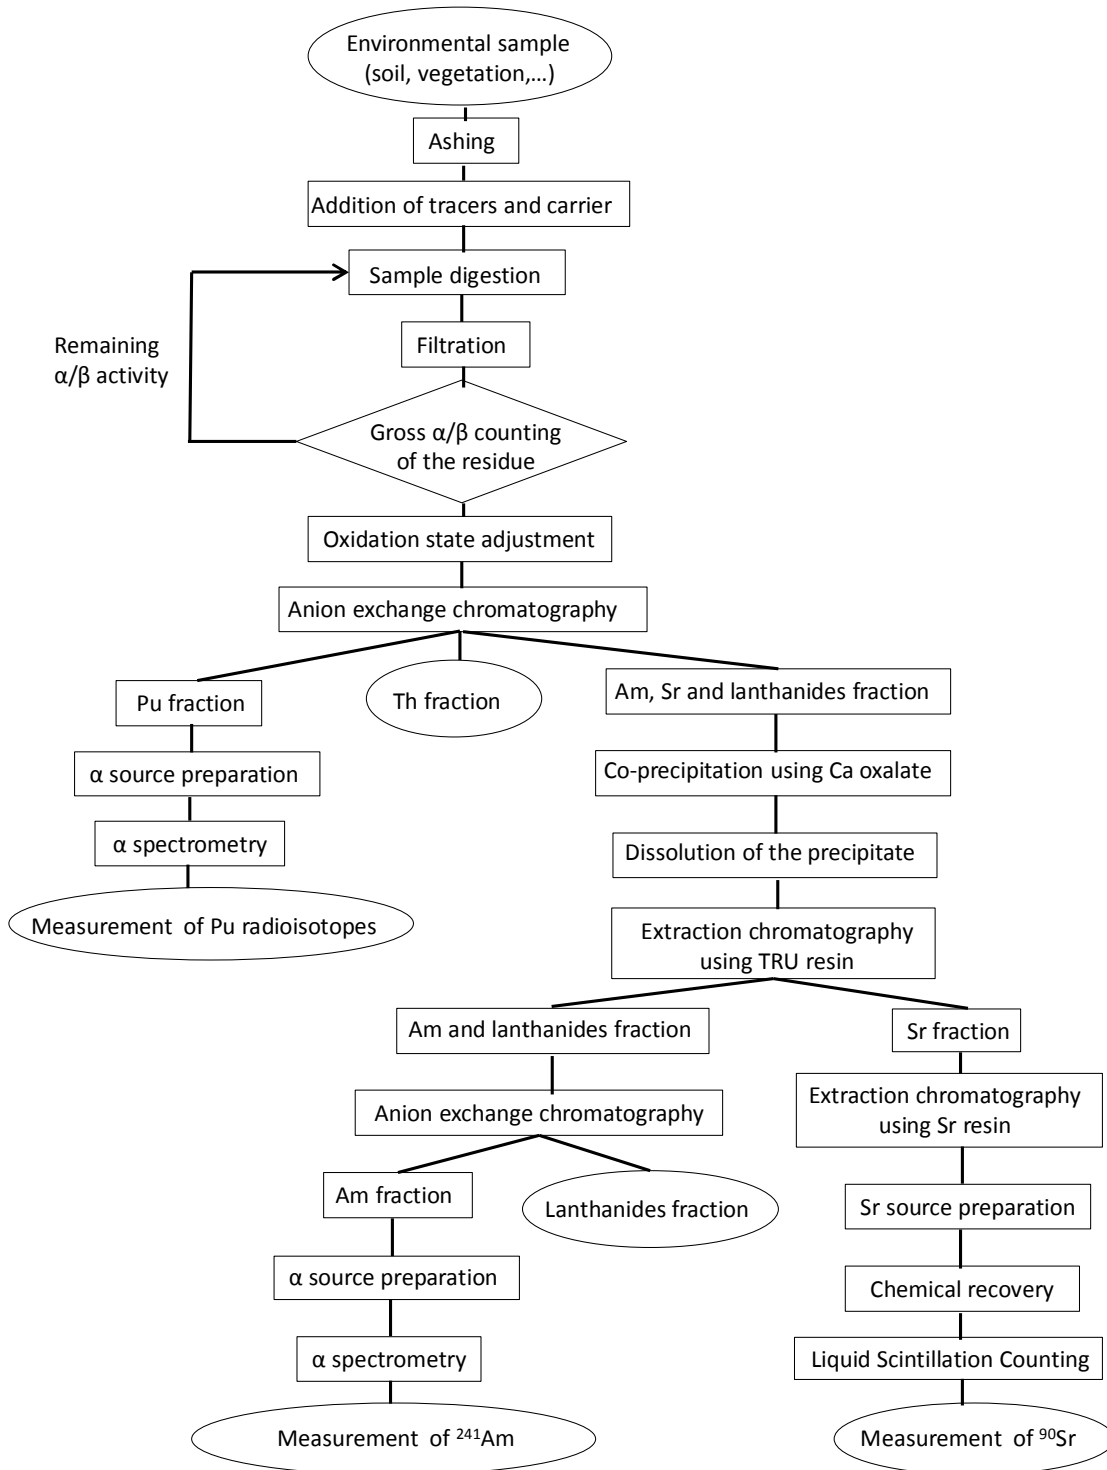 Environmental sample
(soil, vegetation,...)
Ashing
Addition of tracers and carrier
Sample digestion
Filtration
Remaining
α/β activity
Gross α/β counting
of the residue
Oxidation state adjustment
Anion exchange chromatography
Pu fraction
Th fraction
Am, Sr and lanthanides fraction
α source preparation
Co-precipitation using Ca oxalate
α spectrometry
Dissolution of the precipitate
Measurement of Pu radioisotopes
Extraction chromatography
using TRU resin
Am and lanthanides fraction
Sr fraction
Anion exchange chromatography
Extraction chromatography
using Sr resin
Am fraction
Lanthanides fraction
Sr source preparation
α source preparation
Chemical recovery
α spectrometry
Liquid Scintillation Counting
Measurement of ²⁴¹Am
Measurement of ⁹⁰Sr